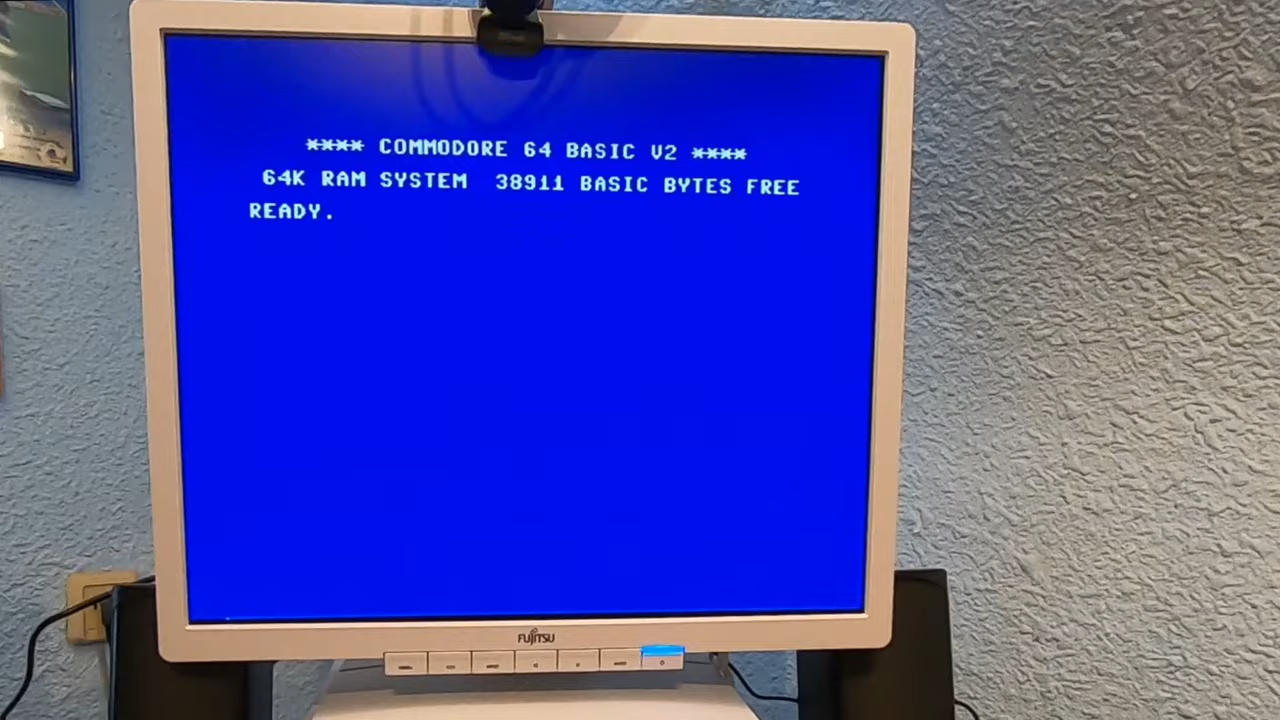 **** COMMODORE 64 BASIC V2 ****
64K RAM SYSTEM  38911 BASIC BYTES FREE
READY.
FUJITSU